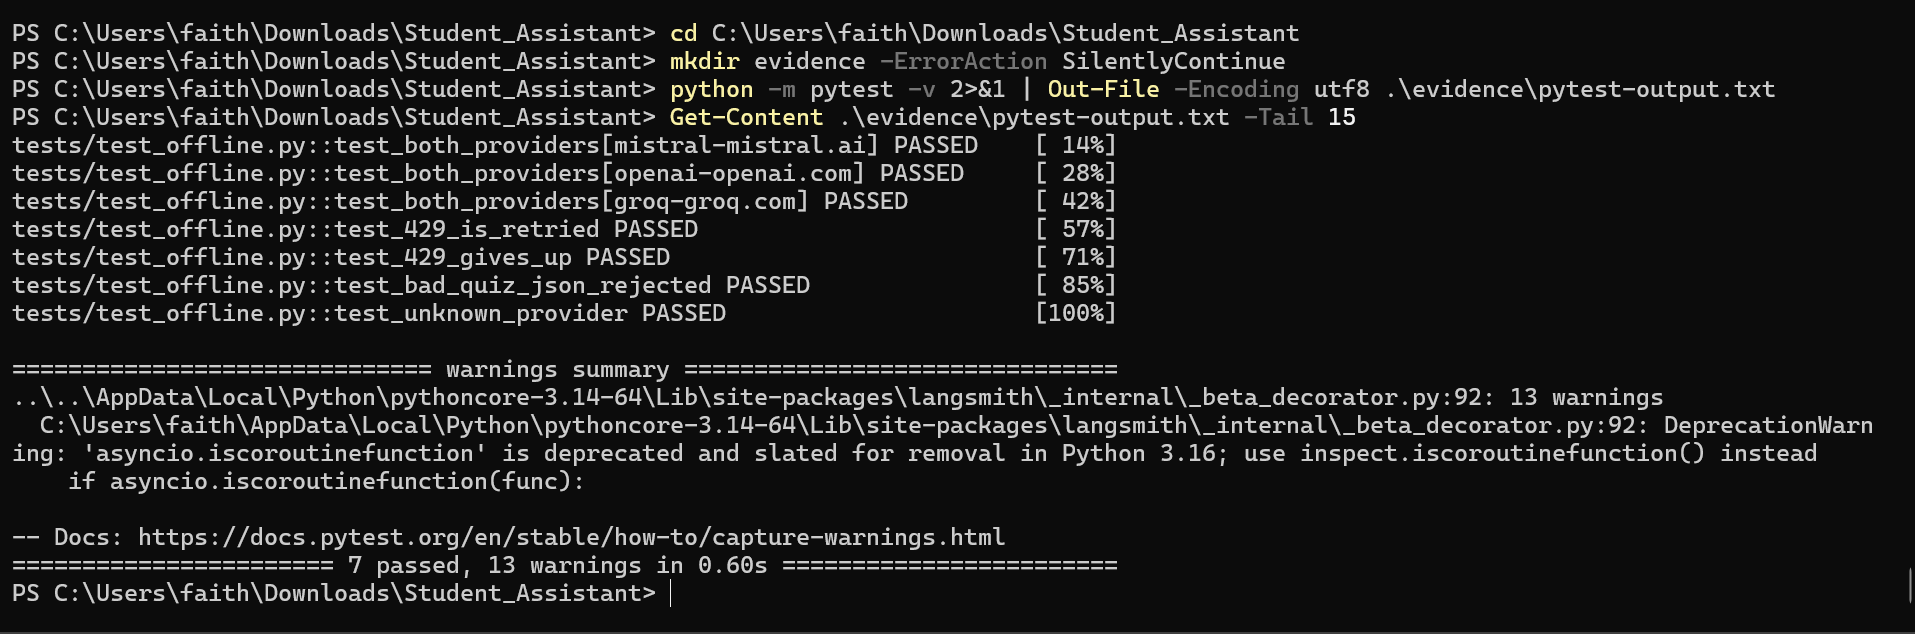 PS C:\Users\faith\Downloads\Student_Assistant> cd C:\Users\faith\Downloads\Student_Assistant
PS C:\Users\faith\Downloads\Student_Assistant> mkdir evidence -ErrorAction SilentlyContinue
PS C:\Users\faith\Downloads\Student_Assistant> python -m pytest -v 2>&1 | Out-File -Encoding utf8 .\evidence\pytest-output.txt
PS C:\Users\faith\Downloads\Student_Assistant> Get-Content .\evidence\pytest-output.txt -Tail 15
tests/test_offline.py::test_both_providers[mistral-mistral.ai] PASSED    [ 14%]
tests/test_offline.py::test_both_providers[openai-openai.com] PASSED     [ 28%]
tests/test_offline.py::test_both_providers[groq-groq.com] PASSED         [ 42%]
tests/test_offline.py::test_429_is_retried PASSED                        [ 57%]
tests/test_offline.py::test_429_gives_up PASSED                          [ 71%]
tests/test_offline.py::test_bad_quiz_json_rejected PASSED                [ 85%]
tests/test_offline.py::test_unknown_provider PASSED                      [100%]
============================== warnings summary ===============================
..\..\AppData\Local\Python\pythoncore-3.14-64\Lib\site-packages\langsmith\_internal\_beta_decorator.py:92: 13 warnings
  C:\Users\faith\AppData\Local\Python\pythoncore-3.14-64\Lib\site-packages\langsmith\_internal\_beta_decorator.py:92: DeprecationWarn
ing: 'asyncio.iscoroutinefunction' is deprecated and slated for removal in Python 3.16; use inspect.iscoroutinefunction() instead
    if asyncio.iscoroutinefunction(func):
-- Docs: https://docs.pytest.org/en/stable/how-to/capture-warnings.html
======================= 7 passed, 13 warnings in 0.60s ========================
PS C:\Users\faith\Downloads\Student_Assistant>